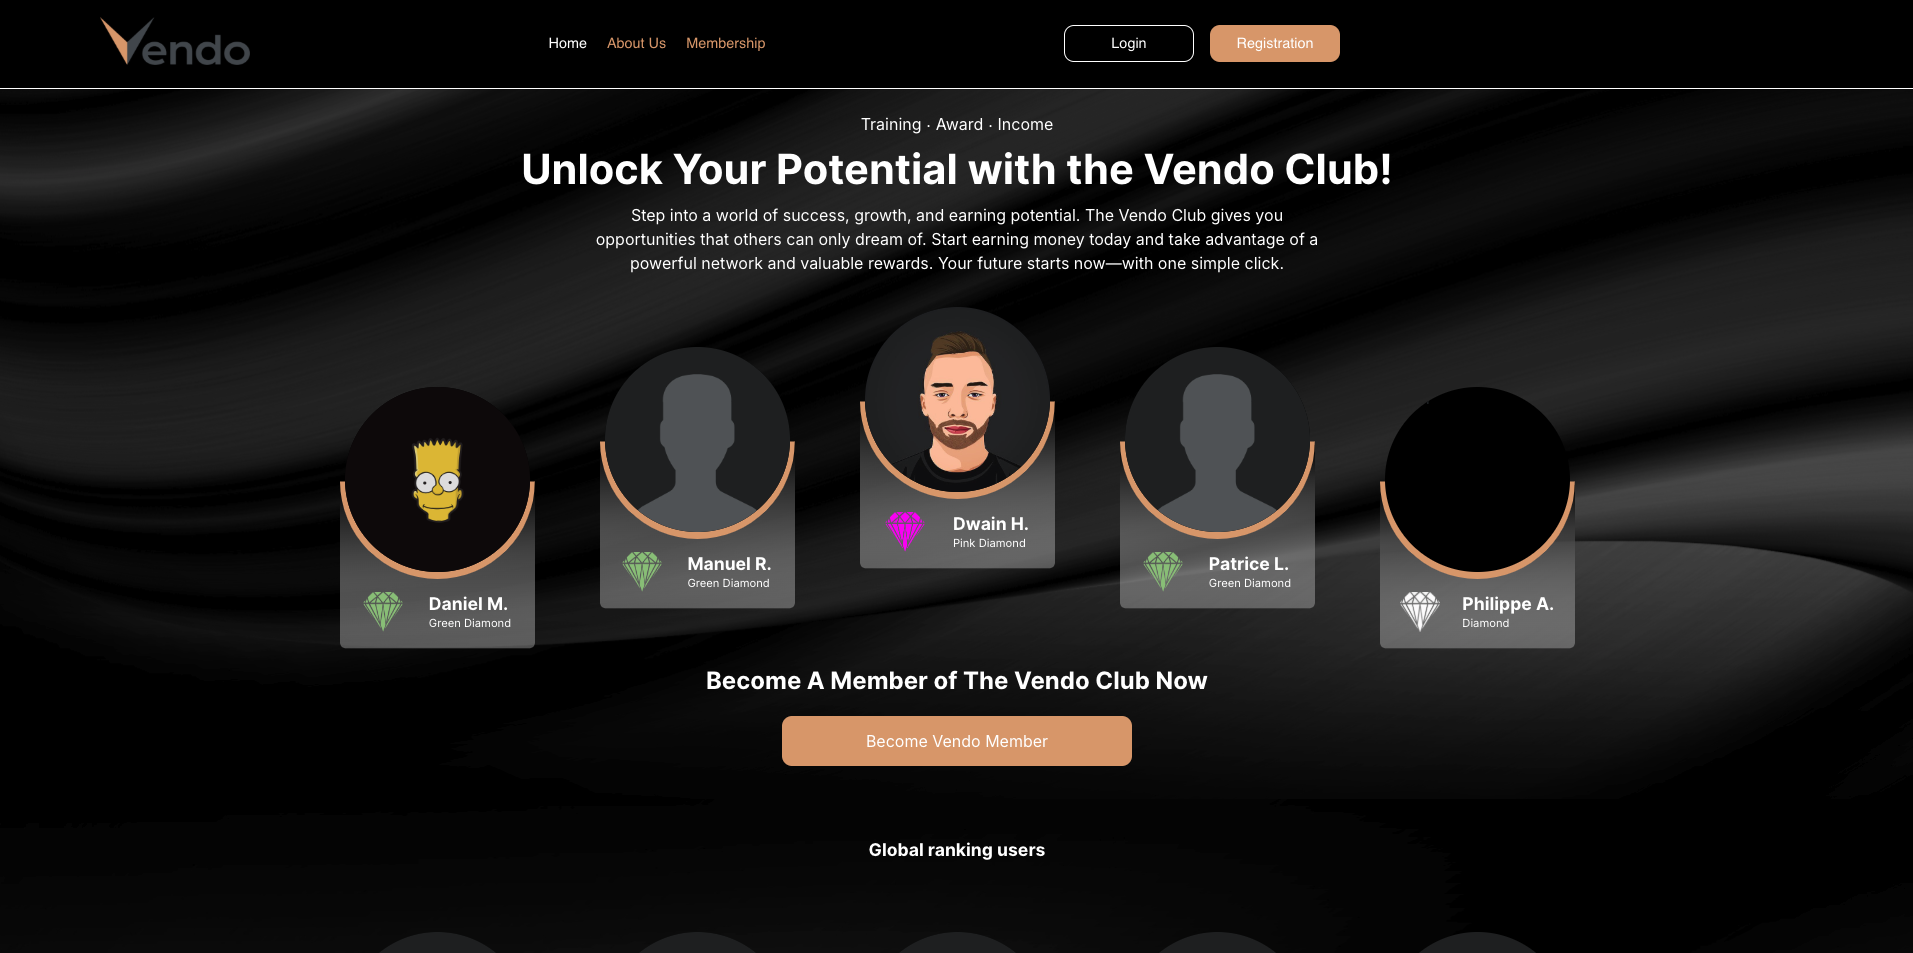 Vendo
Home About Us Membership
Login
Registration
Training · Award · Income
Unlock Your Potential with the Vendo Club!
Step into a world of success, growth, and earning potential. The Vendo Club gives you
opportunities that others can only dream of. Start earning money today and take advantage of a
powerful network and valuable rewards. Your future starts now—with one simple click.
Daniel M.
Green Diamond
Manuel R.
Green Diamond
Dwain H.
Pink Diamond
Patrice L.
Green Diamond
Philippe A.
Diamond
Become A Member of The Vendo Club Now
Become Vendo Member
Global ranking users